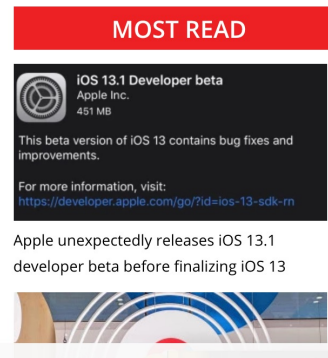 MOST READ
iOS 13.1 Developer beta
Apple Inc.
451 MB
This beta version of iOS 13 contains bug fixes and
improvements.
For more information, visit:
https://developer.apple.com/go/?id=ios-13-sdk-rn
Apple unexpectedly releases iOS 13.1
developer beta before finalizing iOS 13